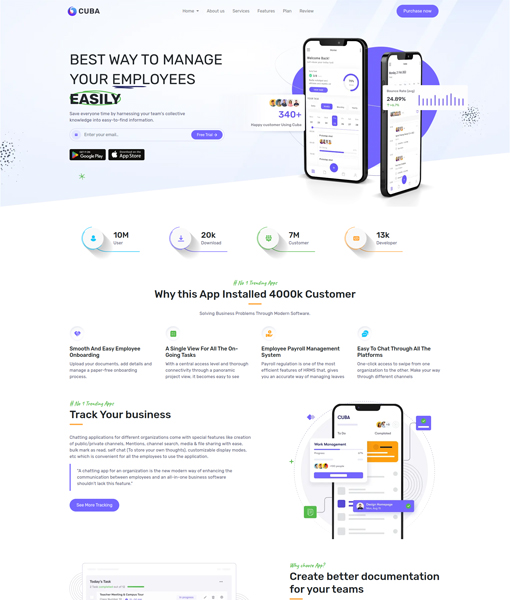 CUBA
Home About us Services Features Plan Review
Purchase now
BEST WAY TO MANAGE
YOUR EMPLOYEES
EASILY
Save everyone time by harnessing your team's collective
knowledge into easy-to-find information.
Enter your email..
Free Trial
Google Play
App Store
Welcome Back!
340+
Happy customer Using Cuba
24.89%
10M
User
20k
Download
7M
Customer
13k
Developer
# No 1 Trending Apps
Why this App Installed 4000k Customer
Solving Business Problems Through Modern Software.
Smooth And Easy Employee
Onboarding
Upload your documents, add details and
manage a paper-free onboarding
process.
A Single View For All The On-
Going Tasks
With a central access level and thorough
connectivity through a panoramic
project view, it becomes easy to see
Employee Payroll Management
System
Payroll-regulation is one of the most
efficient features of HRMS that, gives
you an accurate way of managing leaves
Easy To Chat Through All The
Platforms
One-click access to swipe from one
organization to the other. Make your way
through different channels
# No 1 Trending Apps
Track Your business
Chatting applications for different organizations come with special features like creation
of public/private channels, Mentions, channel search, media & file sharing with ease,
bulk mark as read, self chat (To store your own thoughts), customizable display modes,
etc which is convenient for all the employees to use the application.
"A chatting app for an organization is the new modern way of enhancing the
communication between employees and an all-in one business software
shouldn't lack this feature."
See More Tracking
CUBA
To Do
Completed
Work Management
Progress
Design Homepage
Today's Task
Why choose App?
Create better documentation
for your teams